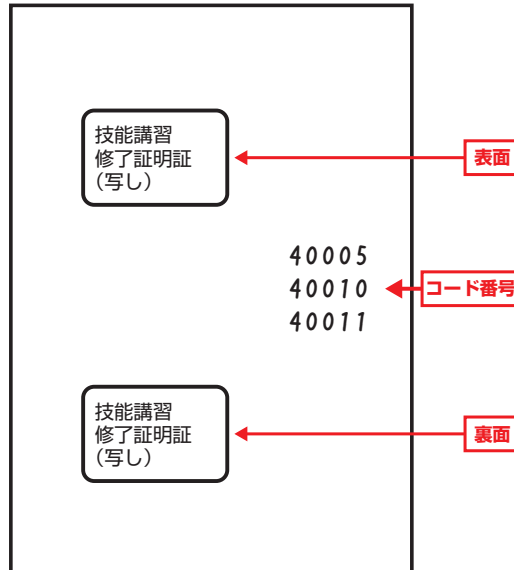 技能講習
修了証明証
(写し)
表面
40005
40010
40011
コード番号
技能講習
修了証明証
(写し)
裏面